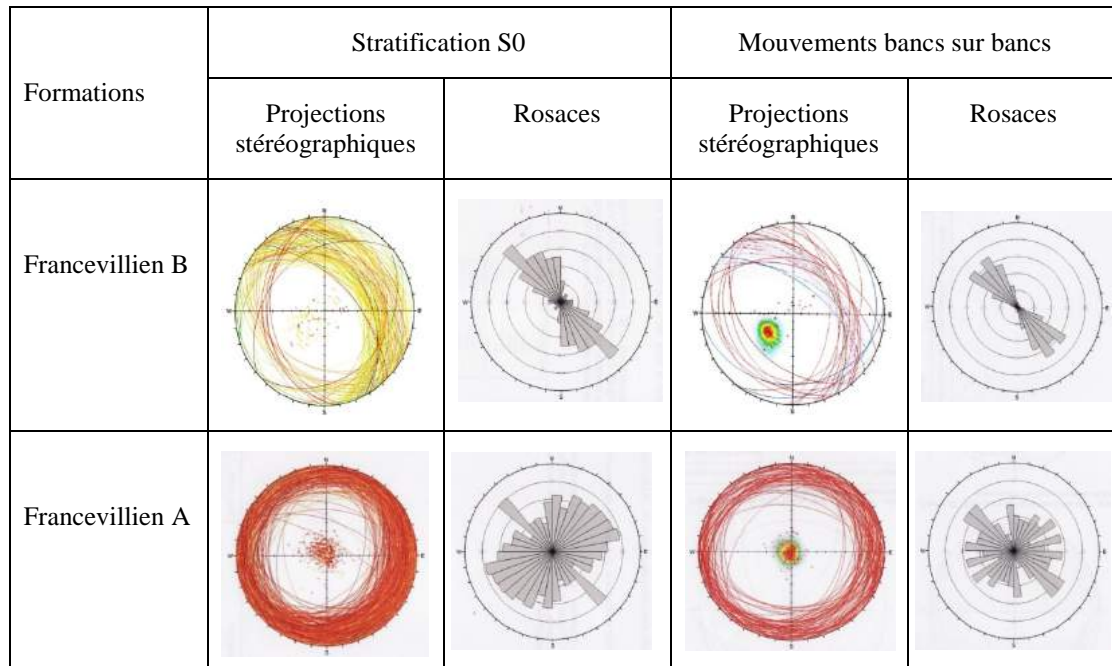 Formations
Stratification S0
Mouvements bancs sur bancs
Projections
stéréographiques
Rosaces
Projections
stéréographiques
Rosaces
Francevillien B
Francevillien A